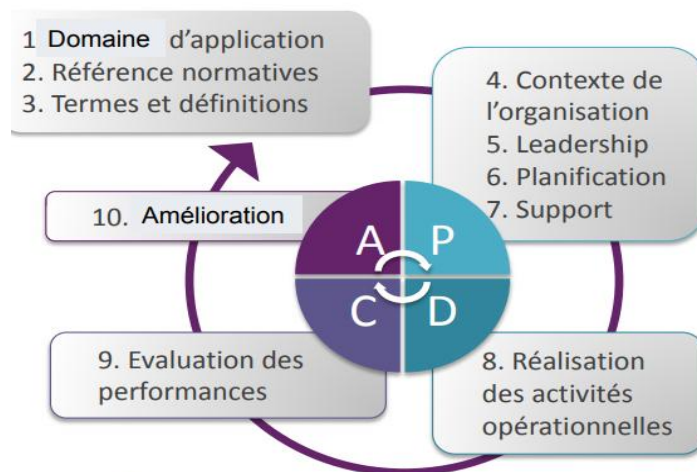 1 Domaine d'application
2. Référence normatives
3. Termes et définitions
4. Contexte de
l'organisation
5. Leadership
6. Planification
7. Support
10. Amélioration
A P
C D
9. Evaluation des
performances
8. Réalisation
des activités
opérationnelles